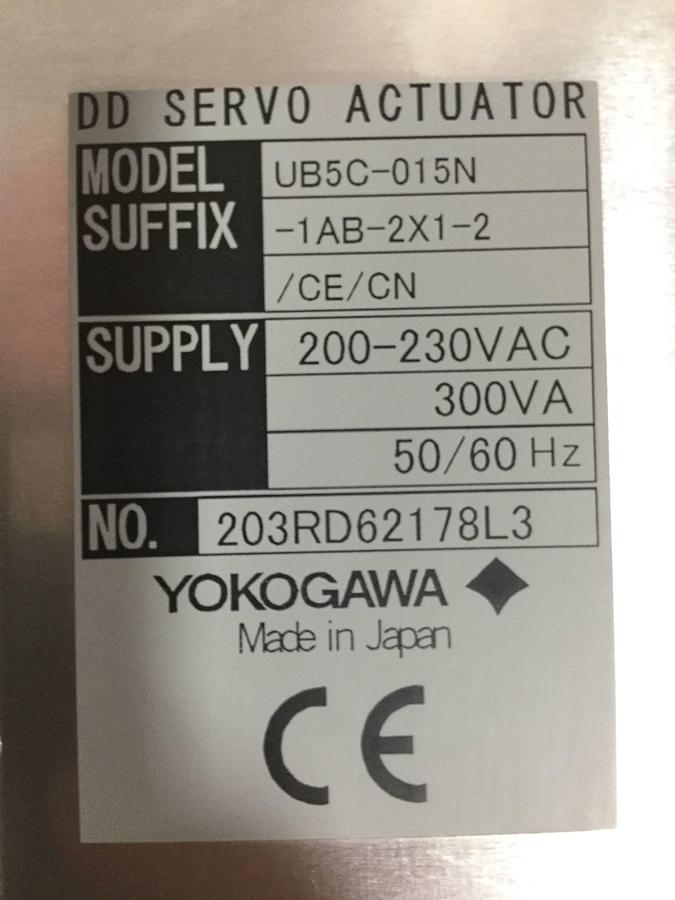 DD SERVO ACTUATOR
MODEL UB5C-015N
SUFFIX -1AB-2X1-2
/CE/CN
SUPPLY 200-230VAC
300VA
50/60 Hz
NO. 203RD62178L3
YOKOGAWA
Made in Japan
CE